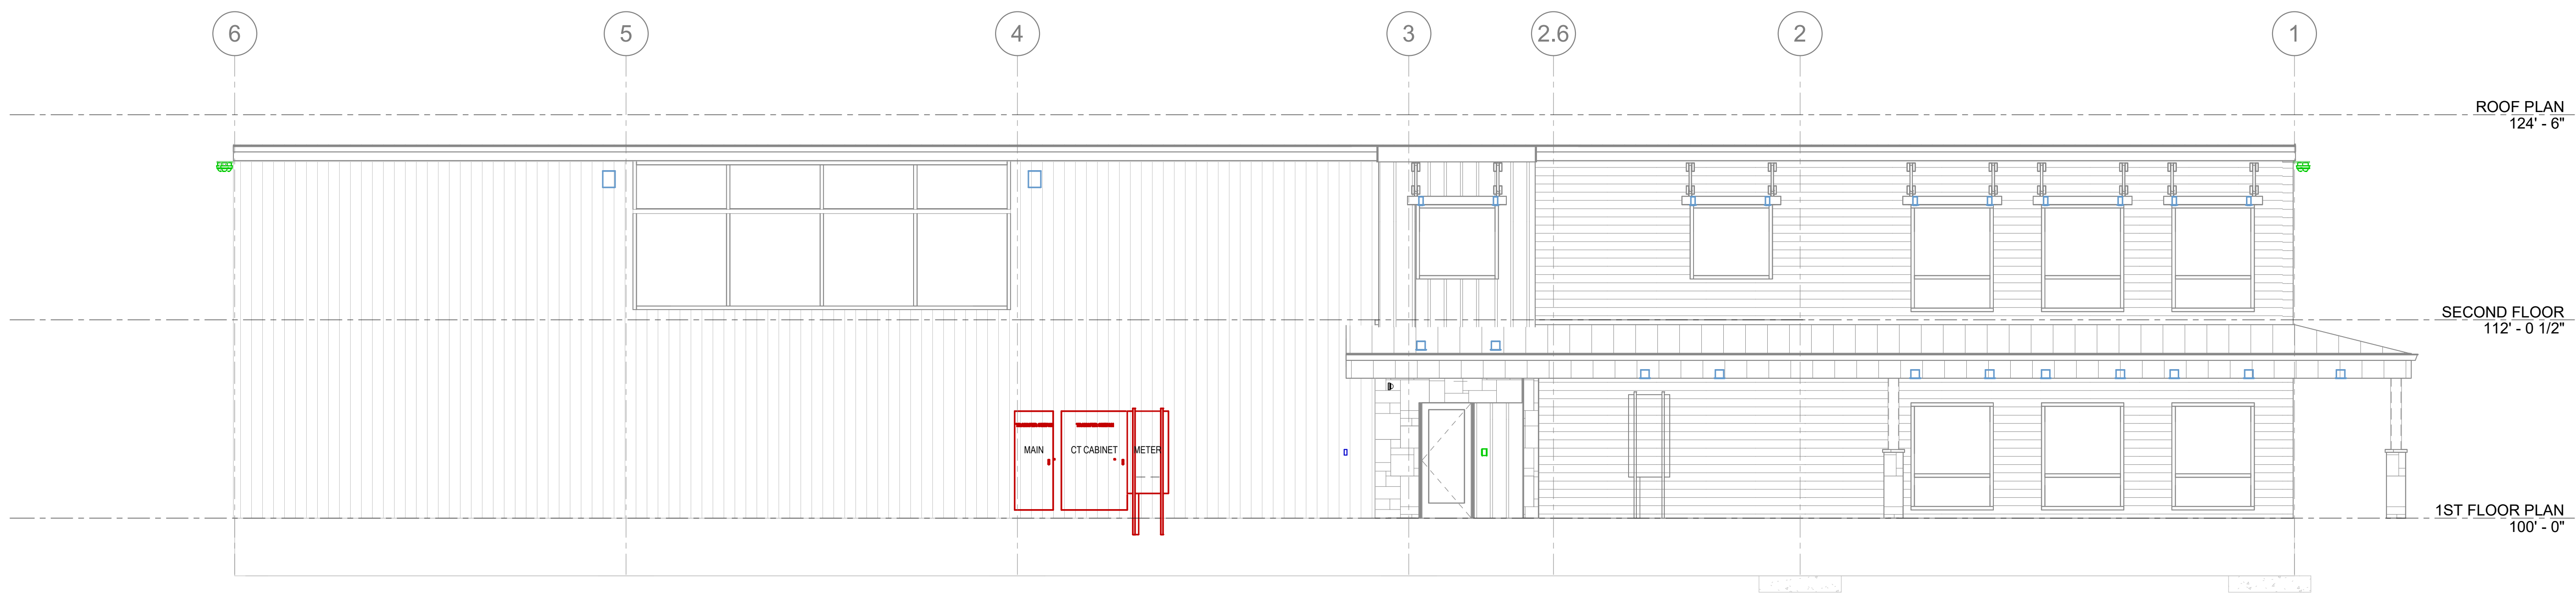 6
5
4
3
2.6
2
1
ROOF PLAN
124' - 6"
SECOND FLOOR
112' - 0 1/2"
MAIN
CT CABINET
METER
1ST FLOOR PLAN
100' - 0"